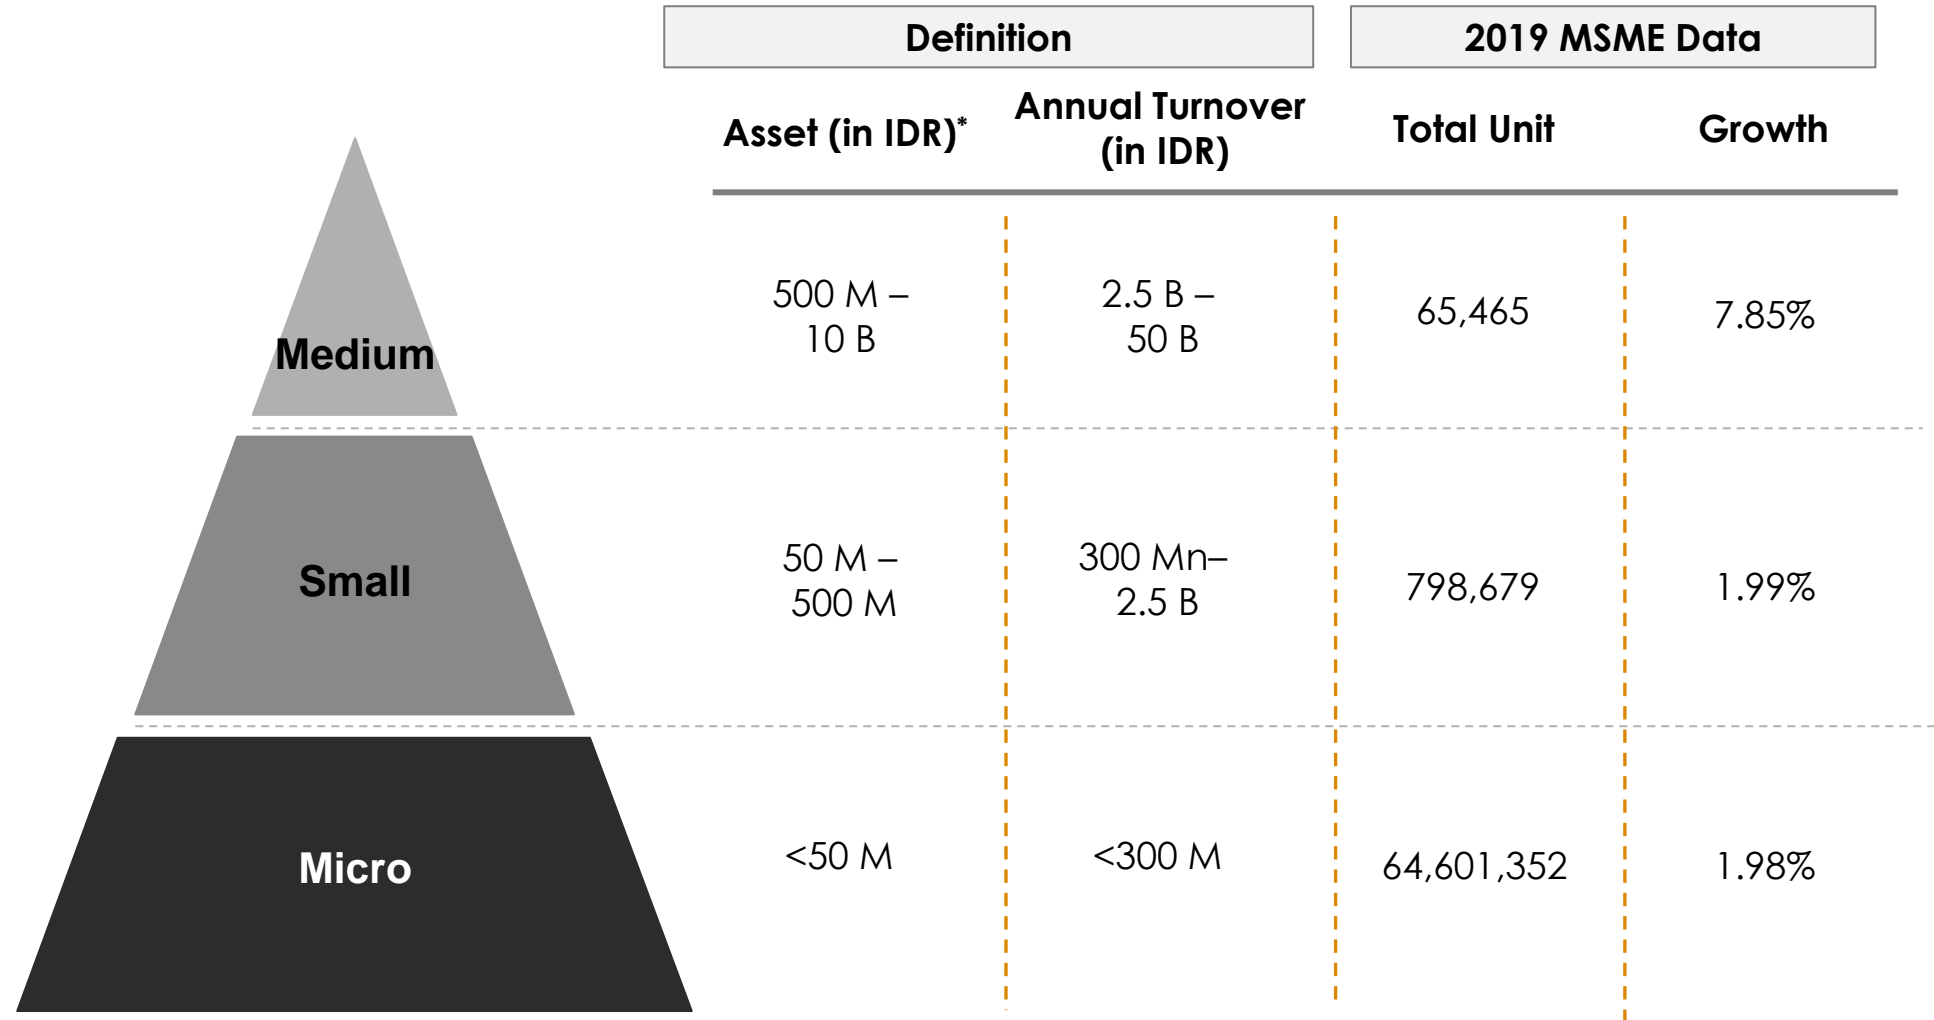 Definition
2019 MSME Data
Asset (in IDR)*
Annual Turnover
(in IDR)
Total Unit
Growth
Medium
500 M –
10 B
2.5 B –
50 B
65,465
7.85%
Small
50 M –
500 M
300 Mn–
2.5 B
798,679
1.99%
Micro
<50 M
<300 M
64,601,352
1.98%